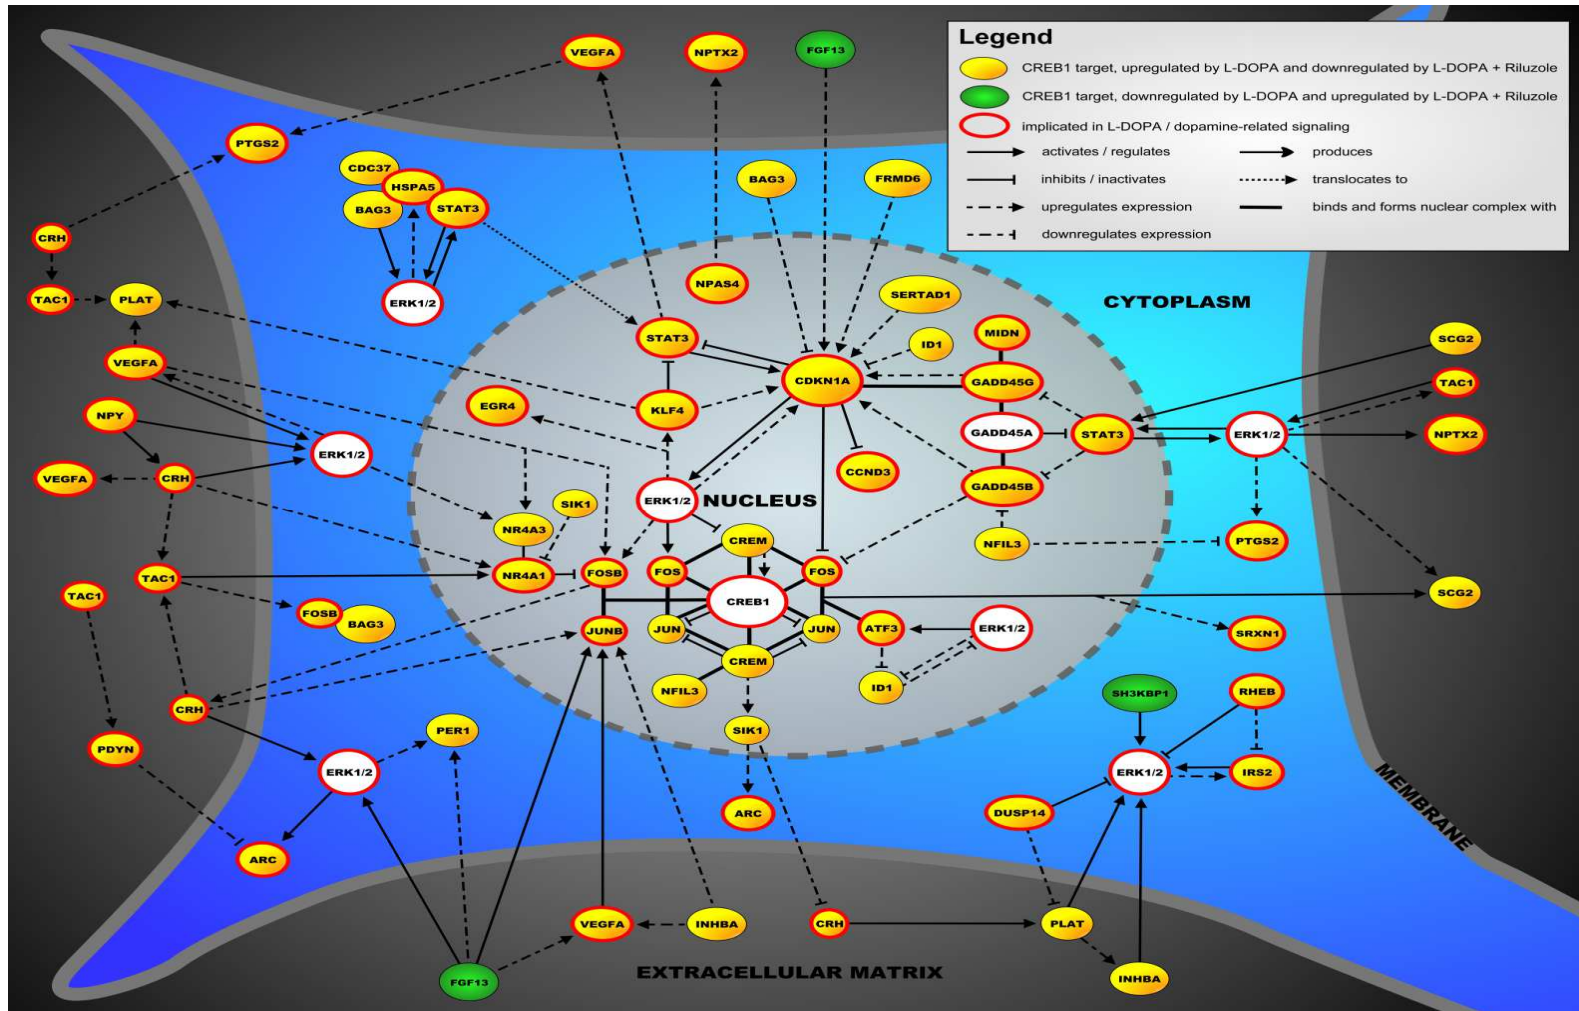 Legend
CREB1 target, upregulated by L-DOPA and downregulated by L-DOPA + Riluzole
CREB1 target, downregulated by L-DOPA and upregulated by L-DOPA + Riluzole
implicated in L-DOPA / dopamine-related signaling
activates / regulates
produces
inhibits / inactivates
translocates to
upregulates expression
binds and forms nuclear complex with
downregulates expression
VEGFA
NPTX2
FGF13
PTGS2
CDC37
HSPA5
BAG3
STAT3
BAG3
FRMD6
CRH
TAC1
PLAT
ERK1/2
NPAS4
SERTAD1
CYTOPLASM
STAT3
ID1
MIDN
SCG2
VEGFA
CDKN1A
GADD45G
TAC1
NPY
EGR4
KLF4
GADD45A
STAT3
ERK1/2
NPTX2
ERK1/2
VEGFA
CRH
CCND3
GADD45B
ERK1/2
NUCLEUS
SIK1
NR4A3
CREM
NFIL3
PTGS2
TAC1
NR4A1
FOSB
FOS
FOS
TAC1
CREB1
SCG2
FOSB
BAG3
JUNB
JUN
JUN
ATF3
ERK1/2
SRXN1
CREM
NFIL3
ID1
SH3KBP1
RHEB
CRH
PER1
SIK1
PDYN
ERK1/2
ERK1/2
IRS2
MEMBRANE
ARC
DUSP14
ARC
VEGFA
INHBA
CRH
PLAT
EXTRACELLULAR MATRIX
FGF13
INHBA